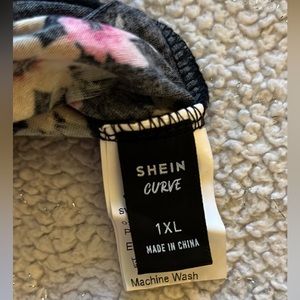 SHEIN
CURVE
1XL
MADE IN CHINA
Machine Wash